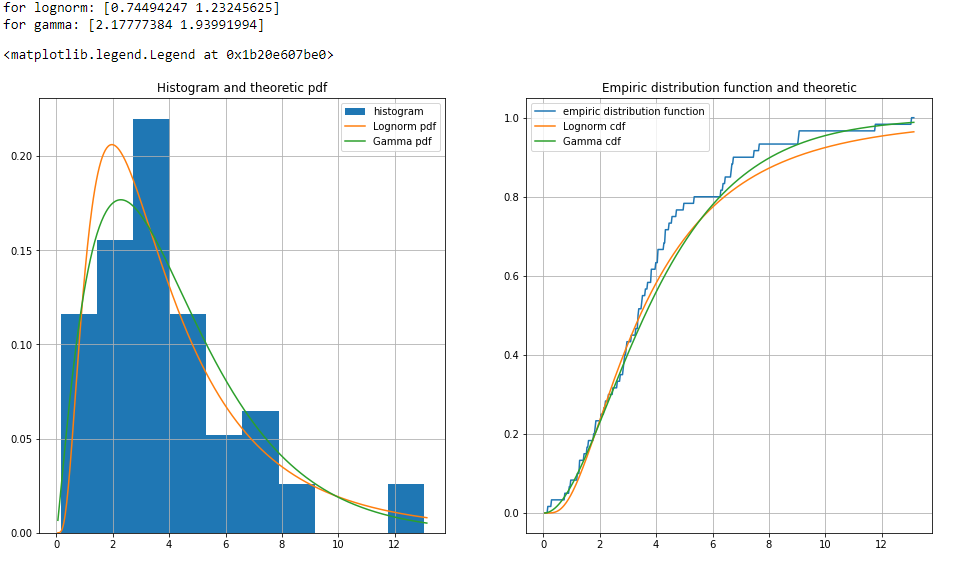 for lognorm: [0.74494247 1.23245625]
for gamma: [2.17777384 1.93991994]
<matplotlib.legend.Legend at 0x1b20e607be0>
Histogram and theoretic pdf
histogram
Lognorm pdf
Gamma pdf
0.20
0.15
0.10
0.05
0.00
0 2 4 6 8 10 12
Empiric distribution function and theoretic
empiric distribution function
Lognorm cdf
Gamma cdf
1.0
0.8
0.6
0.4
0.2
0.0
0 2 4 6 8 10 12